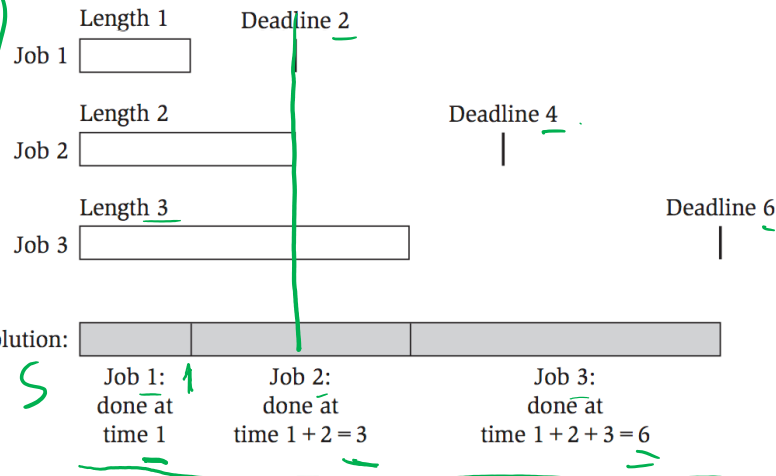 Length 1
Deadline 2
Job 1
Length 2
Deadline 4
Job 2
Length 3
Deadline 6
Job 3
lution:
S
Job 1:
done at
time 1
1
Job 2:
done at
time 1 + 2 = 3
Job 3:
done at
time 1 + 2 + 3 = 6